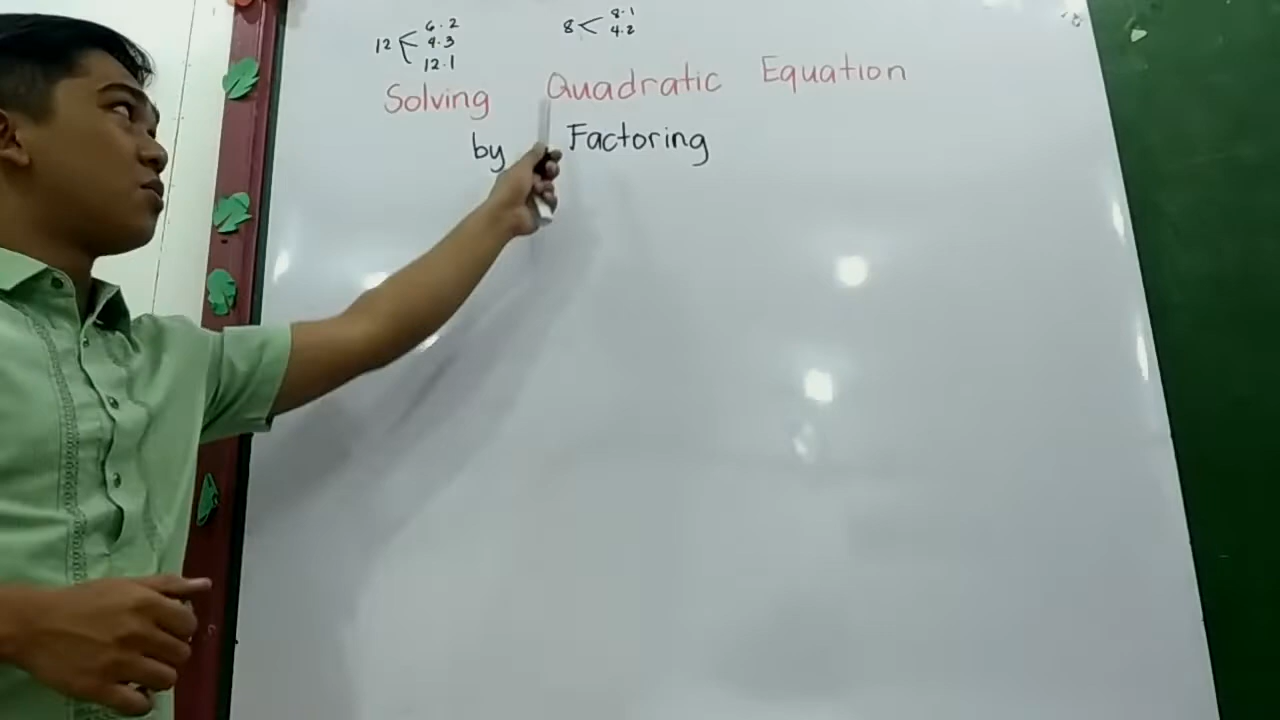 6·2
12 < 4·3
12·1
8 < 8·1
4·2
Solving Quadratic Equation
by Factoring